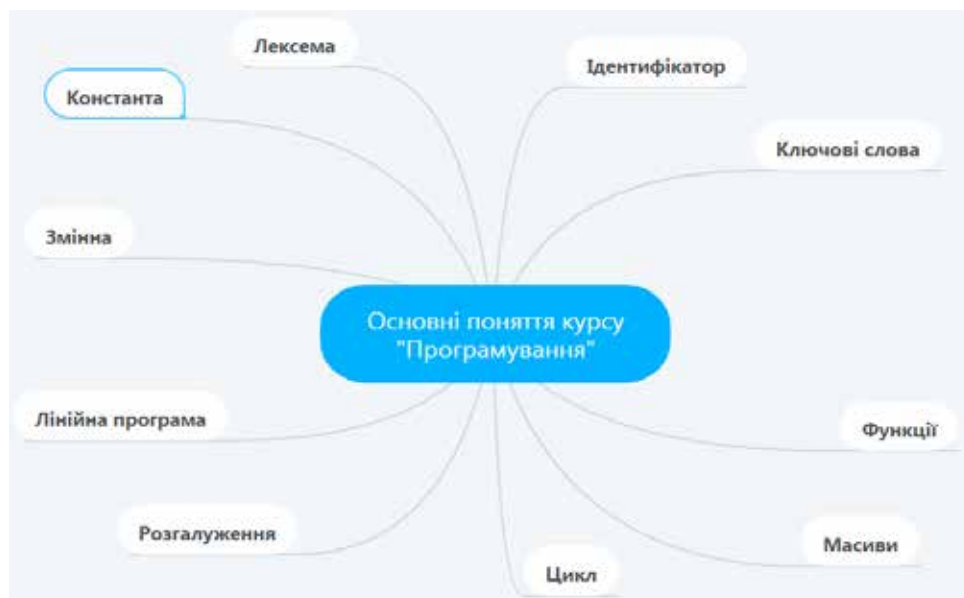 Лексема
Ідентифікатор
Константа
Ключові слова
Змінна
Основні поняття курсу
"Програмування"
Лінійна програма
Функції
Розгалуження
Масиви
Цикл